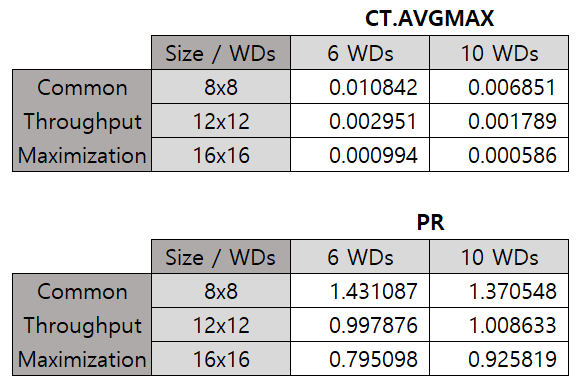 CT.AVGMAX
Size / WDs 6 WDs 10 WDs
Common 8x8 0.010842 0.006851
Throughput 12x12 0.002951 0.001789
Maximization 16x16 0.000994 0.000586
PR
Size / WDs 6 WDs 10 WDs
Common 8x8 1.431087 1.370548
Throughput 12x12 0.997876 1.008633
Maximization 16x16 0.795098 0.925819